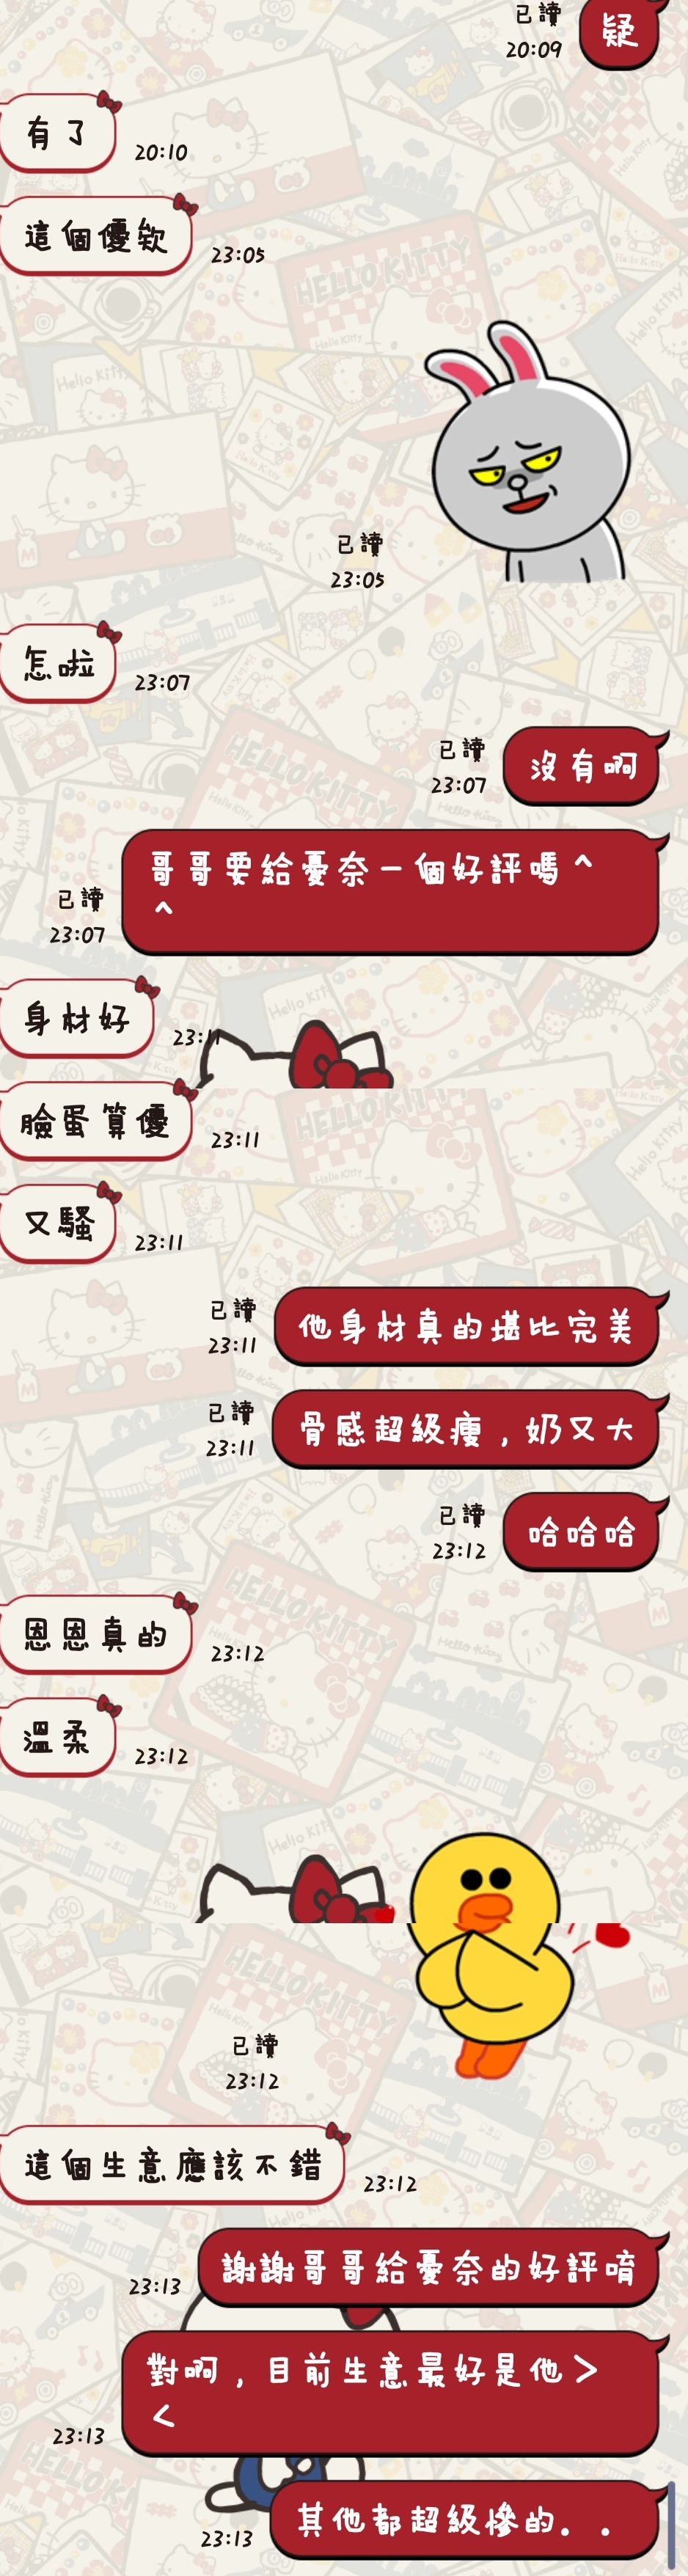 已讀
20:09
疑
有了
20:10
這個優欸
23:05
HELLO KITTY
已讀
23:05
怎啦
23:07
已讀
23:07
沒有啊
哥哥要給憂奈一個好評嗎^
^
已讀
23:07
身材好
23:11
臉蛋算優
23:11
又騷
23:11
已讀
23:11
他身材真的堪比完美
已讀
23:11
骨感超級瘦，奶又大
已讀
23:12
哈哈哈
恩恩真的
23:12
溫柔
23:12
已讀
23:12
這個生意應該不錯
23:12
謝謝哥哥給憂奈的好評唷
23:13
對啊，目前生意最好是他＞
＜
23:13
其他都超級慘的．．
23:13